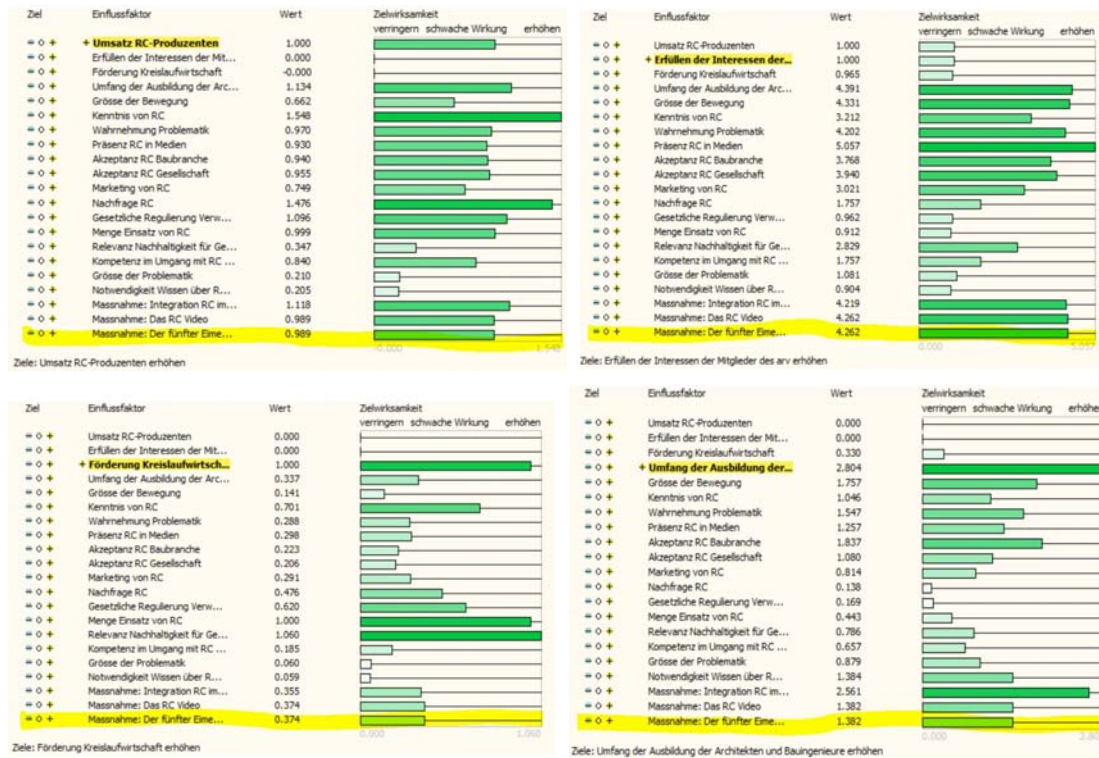 Ziel Einflussfaktor Wert Zielwirksamkeit
verringern schwache Wirkung erhöhen
+ Umsatz RC-Produzenten 1.000
Erfüllen der Interessen der Mit... 0.000
Förderung Kreislaufwirtschaft -0.000
Umfang der Ausbildung der Arc... 1.134
Grösse der Bewegung 0.662
Kenntnis von RC 1.548
Wahrnehmung Problematik 0.970
Präsenz RC in Medien 0.930
Akzeptanz RC Baubranche 0.940
Akzeptanz RC Gesellschaft 0.955
Marketing von RC 0.749
Nachfrage RC 1.476
Gesetzliche Regulierung Verw... 1.096
Menge Einsatz von RC 0.999
Relevanz Nachhaltigkeit für Ge... 0.347
Kompetenz im Umgang mit RC ... 0.840
Grösse der Problematik 0.210
Notwendigkeit Wissen über R... 0.205
Massnahme: Integration RC im... 1.118
Massnahme: Das RC Video 0.989
Massnahme: Der fünfter Eime... 0.989
Ziele: Umsatz RC-Produzenten erhöhen
Ziel Einflussfaktor Wert Zielwirksamkeit
verringern schwache Wirkung erhöhen
Umsatz RC-Produzenten 1.000
+ Erfüllen der Interessen der... 1.000
Förderung Kreislaufwirtschaft 0.965
Umfang der Ausbildung der Arc... 4.391
Grösse der Bewegung 4.331
Kenntnis von RC 3.212
Wahrnehmung Problematik 4.202
Präsenz RC in Medien 5.057
Akzeptanz RC Baubranche 3.768
Akzeptanz RC Gesellschaft 3.940
Marketing von RC 3.021
Nachfrage RC 1.757
Gesetzliche Regulierung Verw... 0.962
Menge Einsatz von RC 0.912
Relevanz Nachhaltigkeit für Ge... 2.829
Kompetenz im Umgang mit RC ... 1.757
Grösse der Problematik 1.081
Notwendigkeit Wissen über R... 0.904
Massnahme: Integration RC im... 4.219
Massnahme: Das RC Video 4.262
Massnahme: Der fünfter Eime... 4.262
0.000 5.057
Ziele: Erfüllen der Interessen der Mitglieder des arv erhöhen
Ziel Einflussfaktor Wert Zielwirksamkeit
verringern schwache Wirkung erhöhen
Umsatz RC-Produzenten 0.000
Erfüllen der Interessen der Mit... 0.000
+ Förderung Kreislaufwirtsch... 1.000
Umfang der Ausbildung der Arc... 0.337
Grösse der Bewegung 0.141
Kenntnis von RC 0.701
Wahrnehmung Problematik 0.288
Präsenz RC in Medien 0.298
Akzeptanz RC Baubranche 0.223
Akzeptanz RC Gesellschaft 0.206
Marketing von RC 0.291
Nachfrage RC 0.476
Gesetzliche Regulierung Verw... 0.620
Menge Einsatz von RC 1.000
Relevanz Nachhaltigkeit für Ge... 1.060
Kompetenz im Umgang mit RC ... 0.185
Grösse der Problematik 0.060
Notwendigkeit Wissen über R... 0.059
Massnahme: Integration RC im... 0.355
Massnahme: Das RC Video 0.374
Massnahme: Der fünfter Eime... 0.374
0.000 1.060
Ziele: Förderung Kreislaufwirtschaft erhöhen
Ziel Einflussfaktor Wert Zielwirksamkeit
verringern schwache Wirkung erhöhen
Umsatz RC-Produzenten 0.000
Erfüllen der Interessen der Mit... 0.000
Förderung Kreislaufwirtschaft 0.330
+ Umfang der Ausbildung der... 2.804
Grösse der Bewegung 1.757
Kenntnis von RC 1.046
Wahrnehmung Problematik 1.547
Präsenz RC in Medien 1.257
Akzeptanz RC Baubranche 1.837
Akzeptanz RC Gesellschaft 1.080
Marketing von RC 0.814
Nachfrage RC 0.138
Gesetzliche Regulierung Verw... 0.169
Menge Einsatz von RC 0.443
Relevanz Nachhaltigkeit für Ge... 0.786
Kompetenz im Umgang mit RC ... 0.657
Grösse der Problematik 0.879
Notwendigkeit Wissen über R... 1.384
Massnahme: Integration RC im... 2.561
Massnahme: Das RC Video 1.382
Massnahme: Der fünfter Eime... 1.382
0.000
Ziele: Umfang der Ausbildung der Architekten und Bauingenieure erhöhen